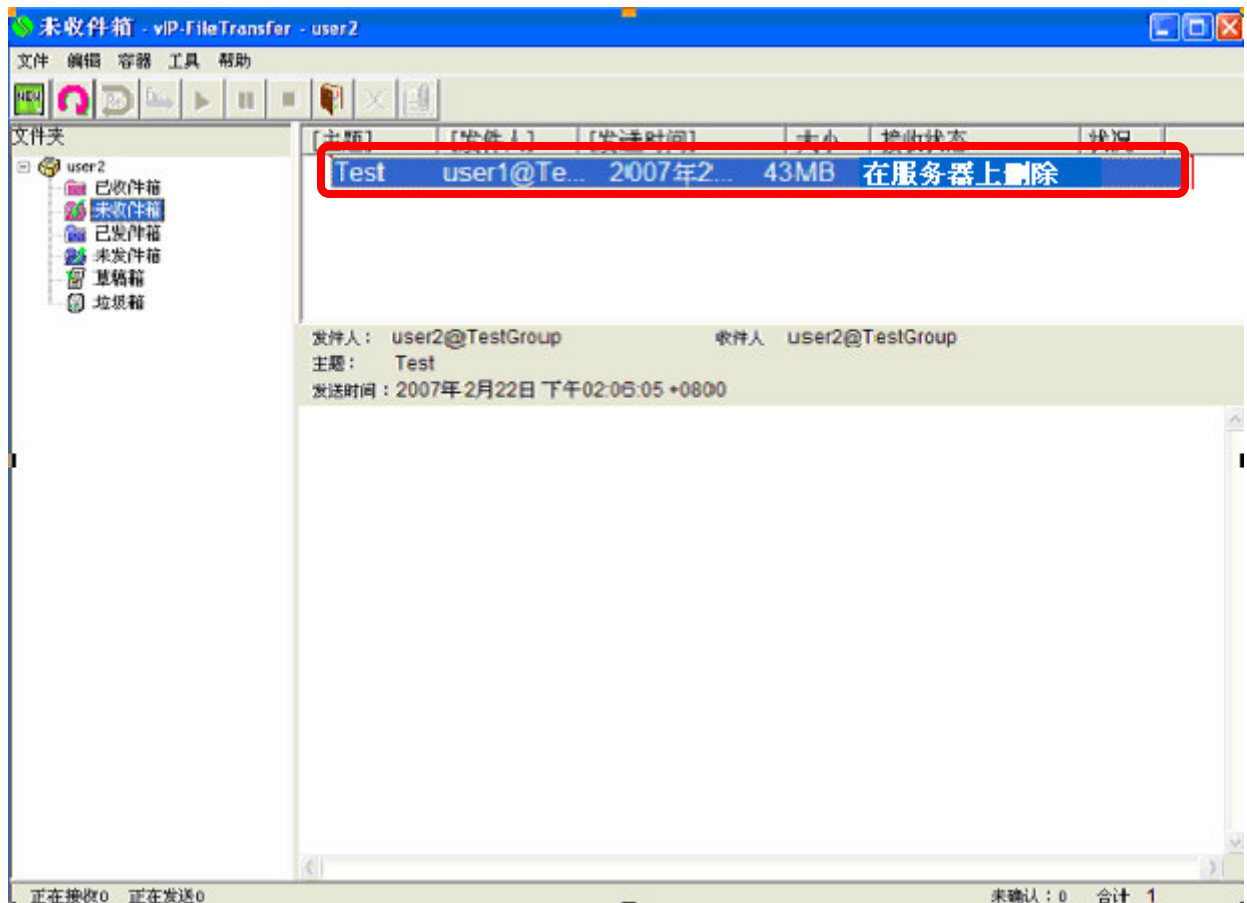 未收件箱 - vIP-FileTransfer - user2
文件 编辑 容器 工具 帮助
NEW
文件夹
[主题] [发件人] [发送时间] 大小 接收状态 状况
user2
Test user1@Te... 2007年2... 43MB 在服务器上删除
已收件箱
未收件箱
已发件箱
未发件箱
草稿箱
垃圾箱
发件人： user2@TestGroup 收件人 user2@TestGroup
主题： Test
发送时间：2007年2月22日 下午02:06:05 +0800
正在接收0 正在发送0 未确认：0 合计 1